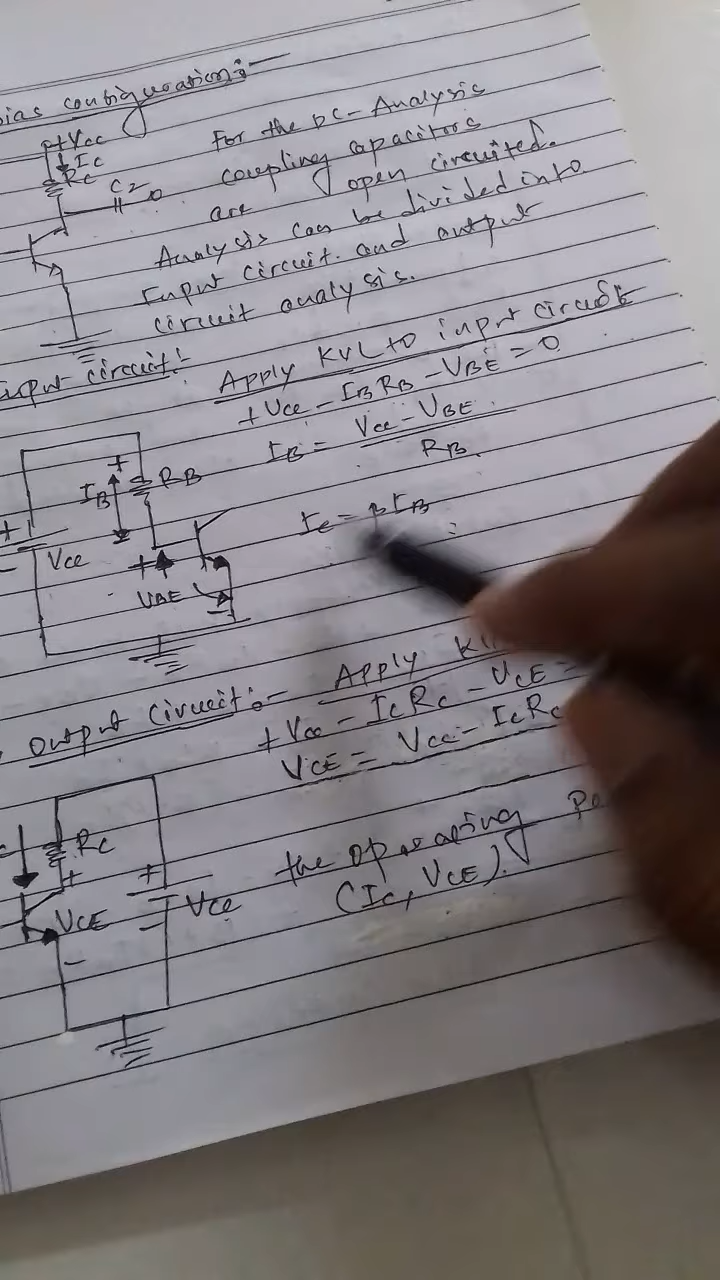 bias configuration:-
+Vcc
Ic
Rc
C2
For the DC-Analysis
coupling capacitors
are open circuited.
Analysis can be divided into
Input circuit. and output
circuit analysis.
Input circuit:
Apply KVL to input circuit
+Vcc - IBRB - VBE = 0
IB = Vcc - VBE
RB
+
IB
RB
+
-
Vcc
+
VBE
-
Ic = βIB
Output Circuit:-
Apply
+Vcc - IcRc - VCE =
VCE = Vcc - IcRc
Rc
+
VCE
-
+
Vcc
-
the Operating
(Ic, VCE).